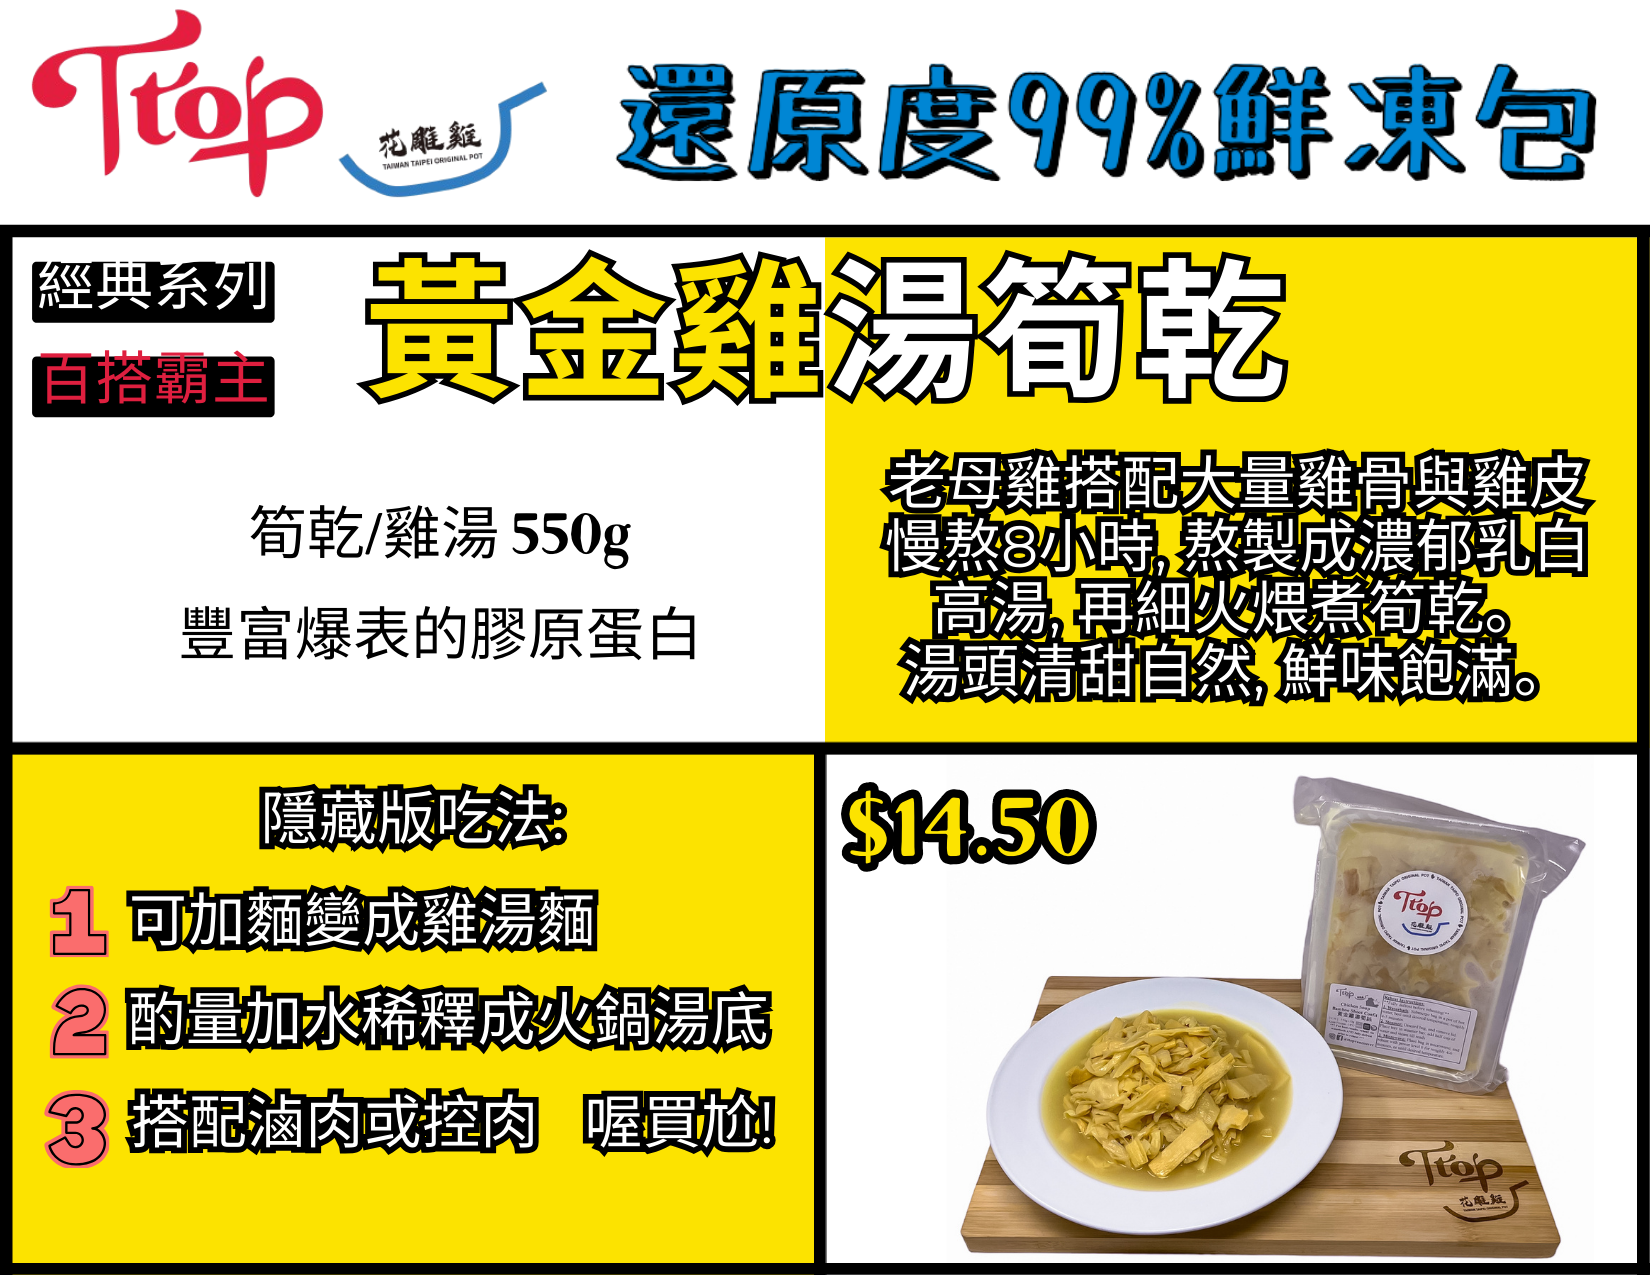 Ttop
花雕雞
TAIWAN TAIPEI ORIGINAL POT
還原度99%鮮凍包
經典系列
百搭霸主
黃金雞湯筍乾
筍乾/雞湯 550g
豐富爆表的膠原蛋白
老母雞搭配大量雞骨與雞皮
慢熬8小時, 熬製成濃郁乳白
高湯, 再細火煨煮筍乾。
湯頭清甜自然, 鮮味飽滿。
隱藏版吃法:
1 可加麵變成雞湯麵
2 酌量加水稀釋成火鍋湯底
3 搭配滷肉或控肉 喔買尬!
$14.50
Ttop
花雕雞
Ttop
花雕雞
TAIWAN TAIPEI ORIGINAL POT